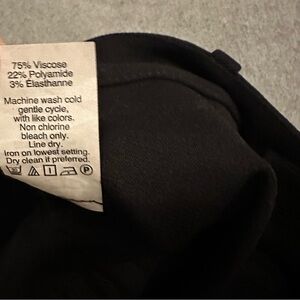 75% Viscose
22% Polyamide
3% Élasthanne
Machine wash cold
gentle cycle,
with like colors.
Non chlorine
bleach only.
Line dry.
Iron on lowest setting.
Dry clean if preferred.